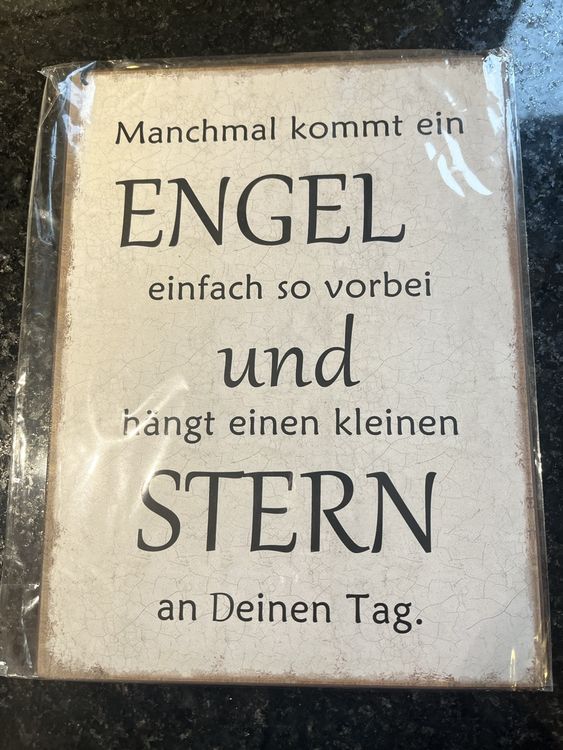 Manchmal kommt ein
ENGEL
einfach so vorbei
und
hängt einen kleinen
STERN
an Deinen Tag.